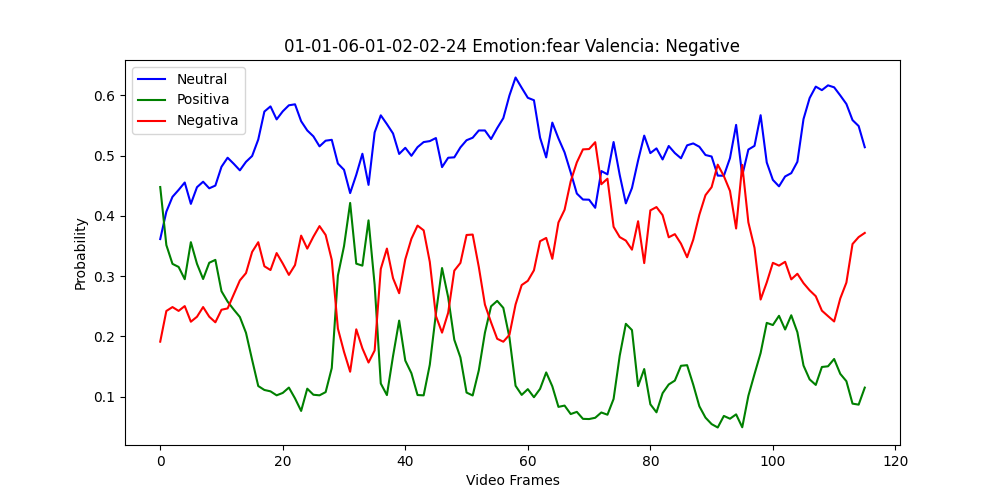 01-01-06-01-02-02-24 Emotion:fear Valencia: Negative
Neutral
Positiva
Negativa
Probability
0.6
0.5
0.4
0.3
0.2
0.1
0 20 40 60 80 100 120
Video Frames